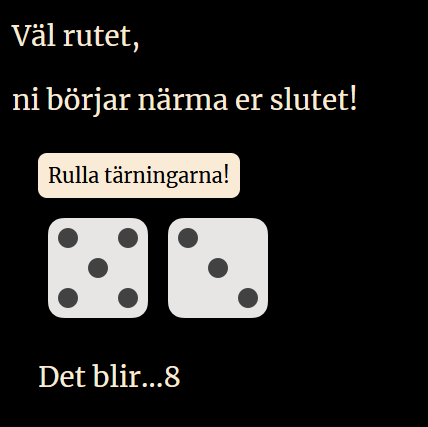 Väl rutet,
ni börjar närma er slutet!
Rulla tärningarna!
Det blir...8